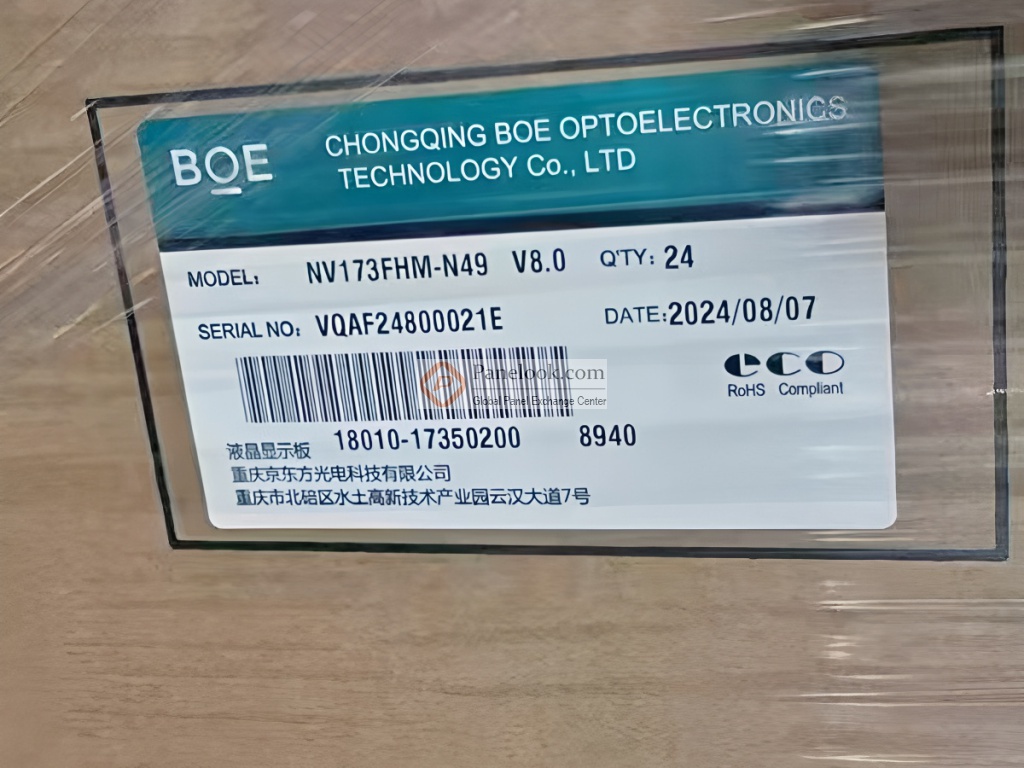 BOE
CHONGQING BOE OPTOELECTRONICS
TECHNOLOGY Co., LTD
MODEL: NV173FHM-N49 V8.0 Q'TY: 24
SERIAL NO: VQAF24800021E DATE:2024/08/07
eco
RoHS Compliant
Panelook.com
Global Panel Exchange Center
液晶显示板 18010-17350200 8940
重庆京东方光电科技有限公司
重庆市北碚区水土高新技术产业园云汉大道7号